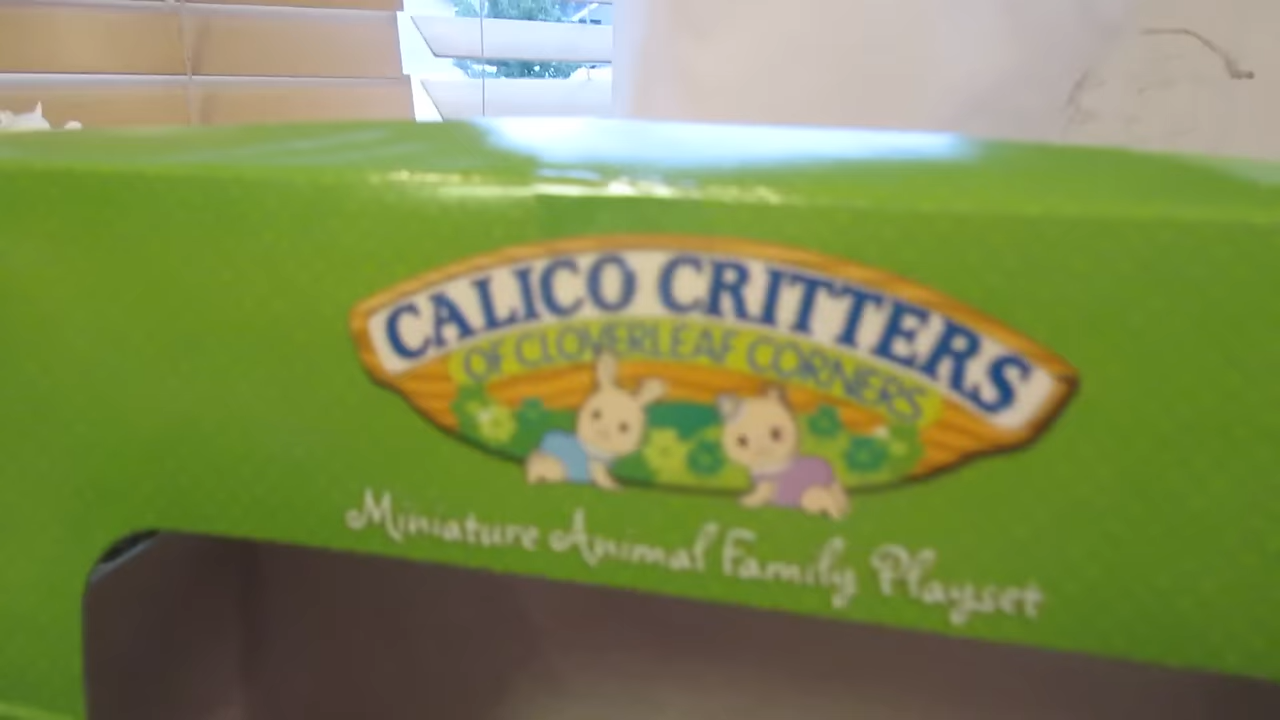 CALICO CRITTERS
OF CLOVERLEAF CORNERS
Miniature Animal Family Playset